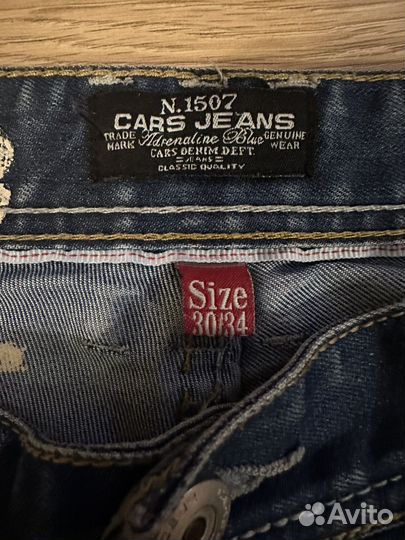 N.1507
CARS JEANS
TRADE MARK Adrenaline Blue GENUINE WEAR
CARS DENIM DEPT.
JEANS
CLASSIC QUALITY
Size
30/34
Avito